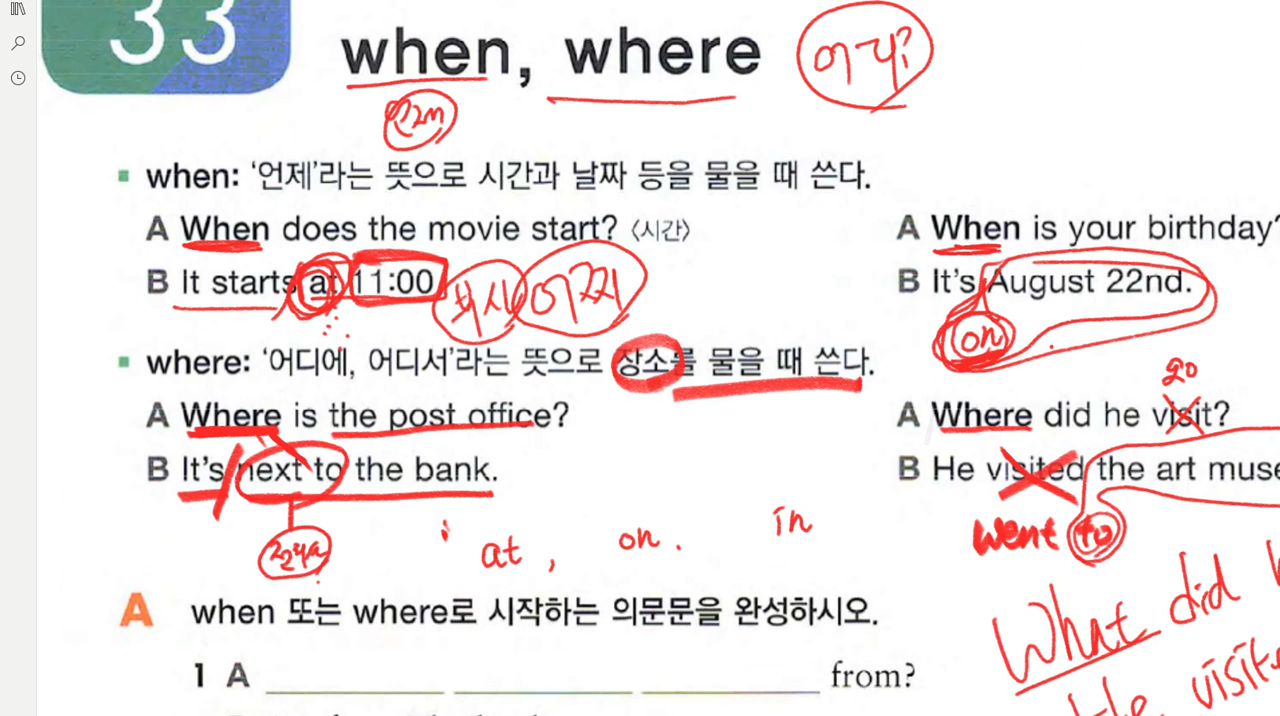 33
when, where
어디?
언제
when: '언제'라는 뜻으로 시간과 날짜 등을 물을 때 쓴다.
A When does the movie start? 〈시간〉
B It starts at 11:00
A When is your birthday?
B It's August 22nd.
on
where: '어디에, 어디서'라는 뜻으로 장소를 물을 때 쓴다.
A Where is the post office?
B It's next to the bank.
go
A Where did he visit?
B He visited the art muse
went to
at, on. in
What did
A when 또는 where로 시작하는 의문문을 완성하시오.
1 A ______ ______ ______ from?